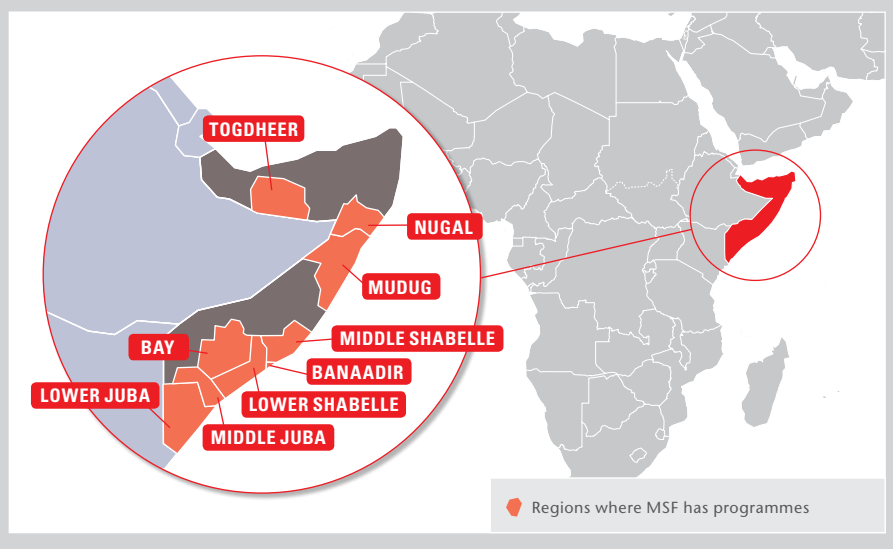 TOGDHEER
NUGAL
MUDUG
MIDDLE SHABELLE
BAY
BANAADIR
LOWER JUBA
LOWER SHABELLE
MIDDLE JUBA
Regions where MSF has programmes